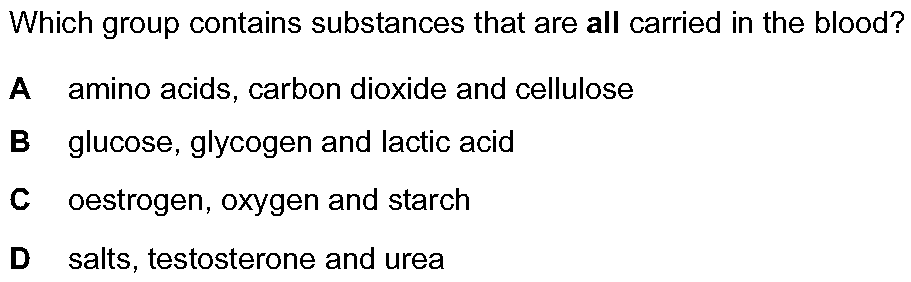 Which group contains substances that are all carried in the blood?
A amino acids, carbon dioxide and cellulose
B glucose, glycogen and lactic acid
C oestrogen, oxygen and starch
D salts, testosterone and urea